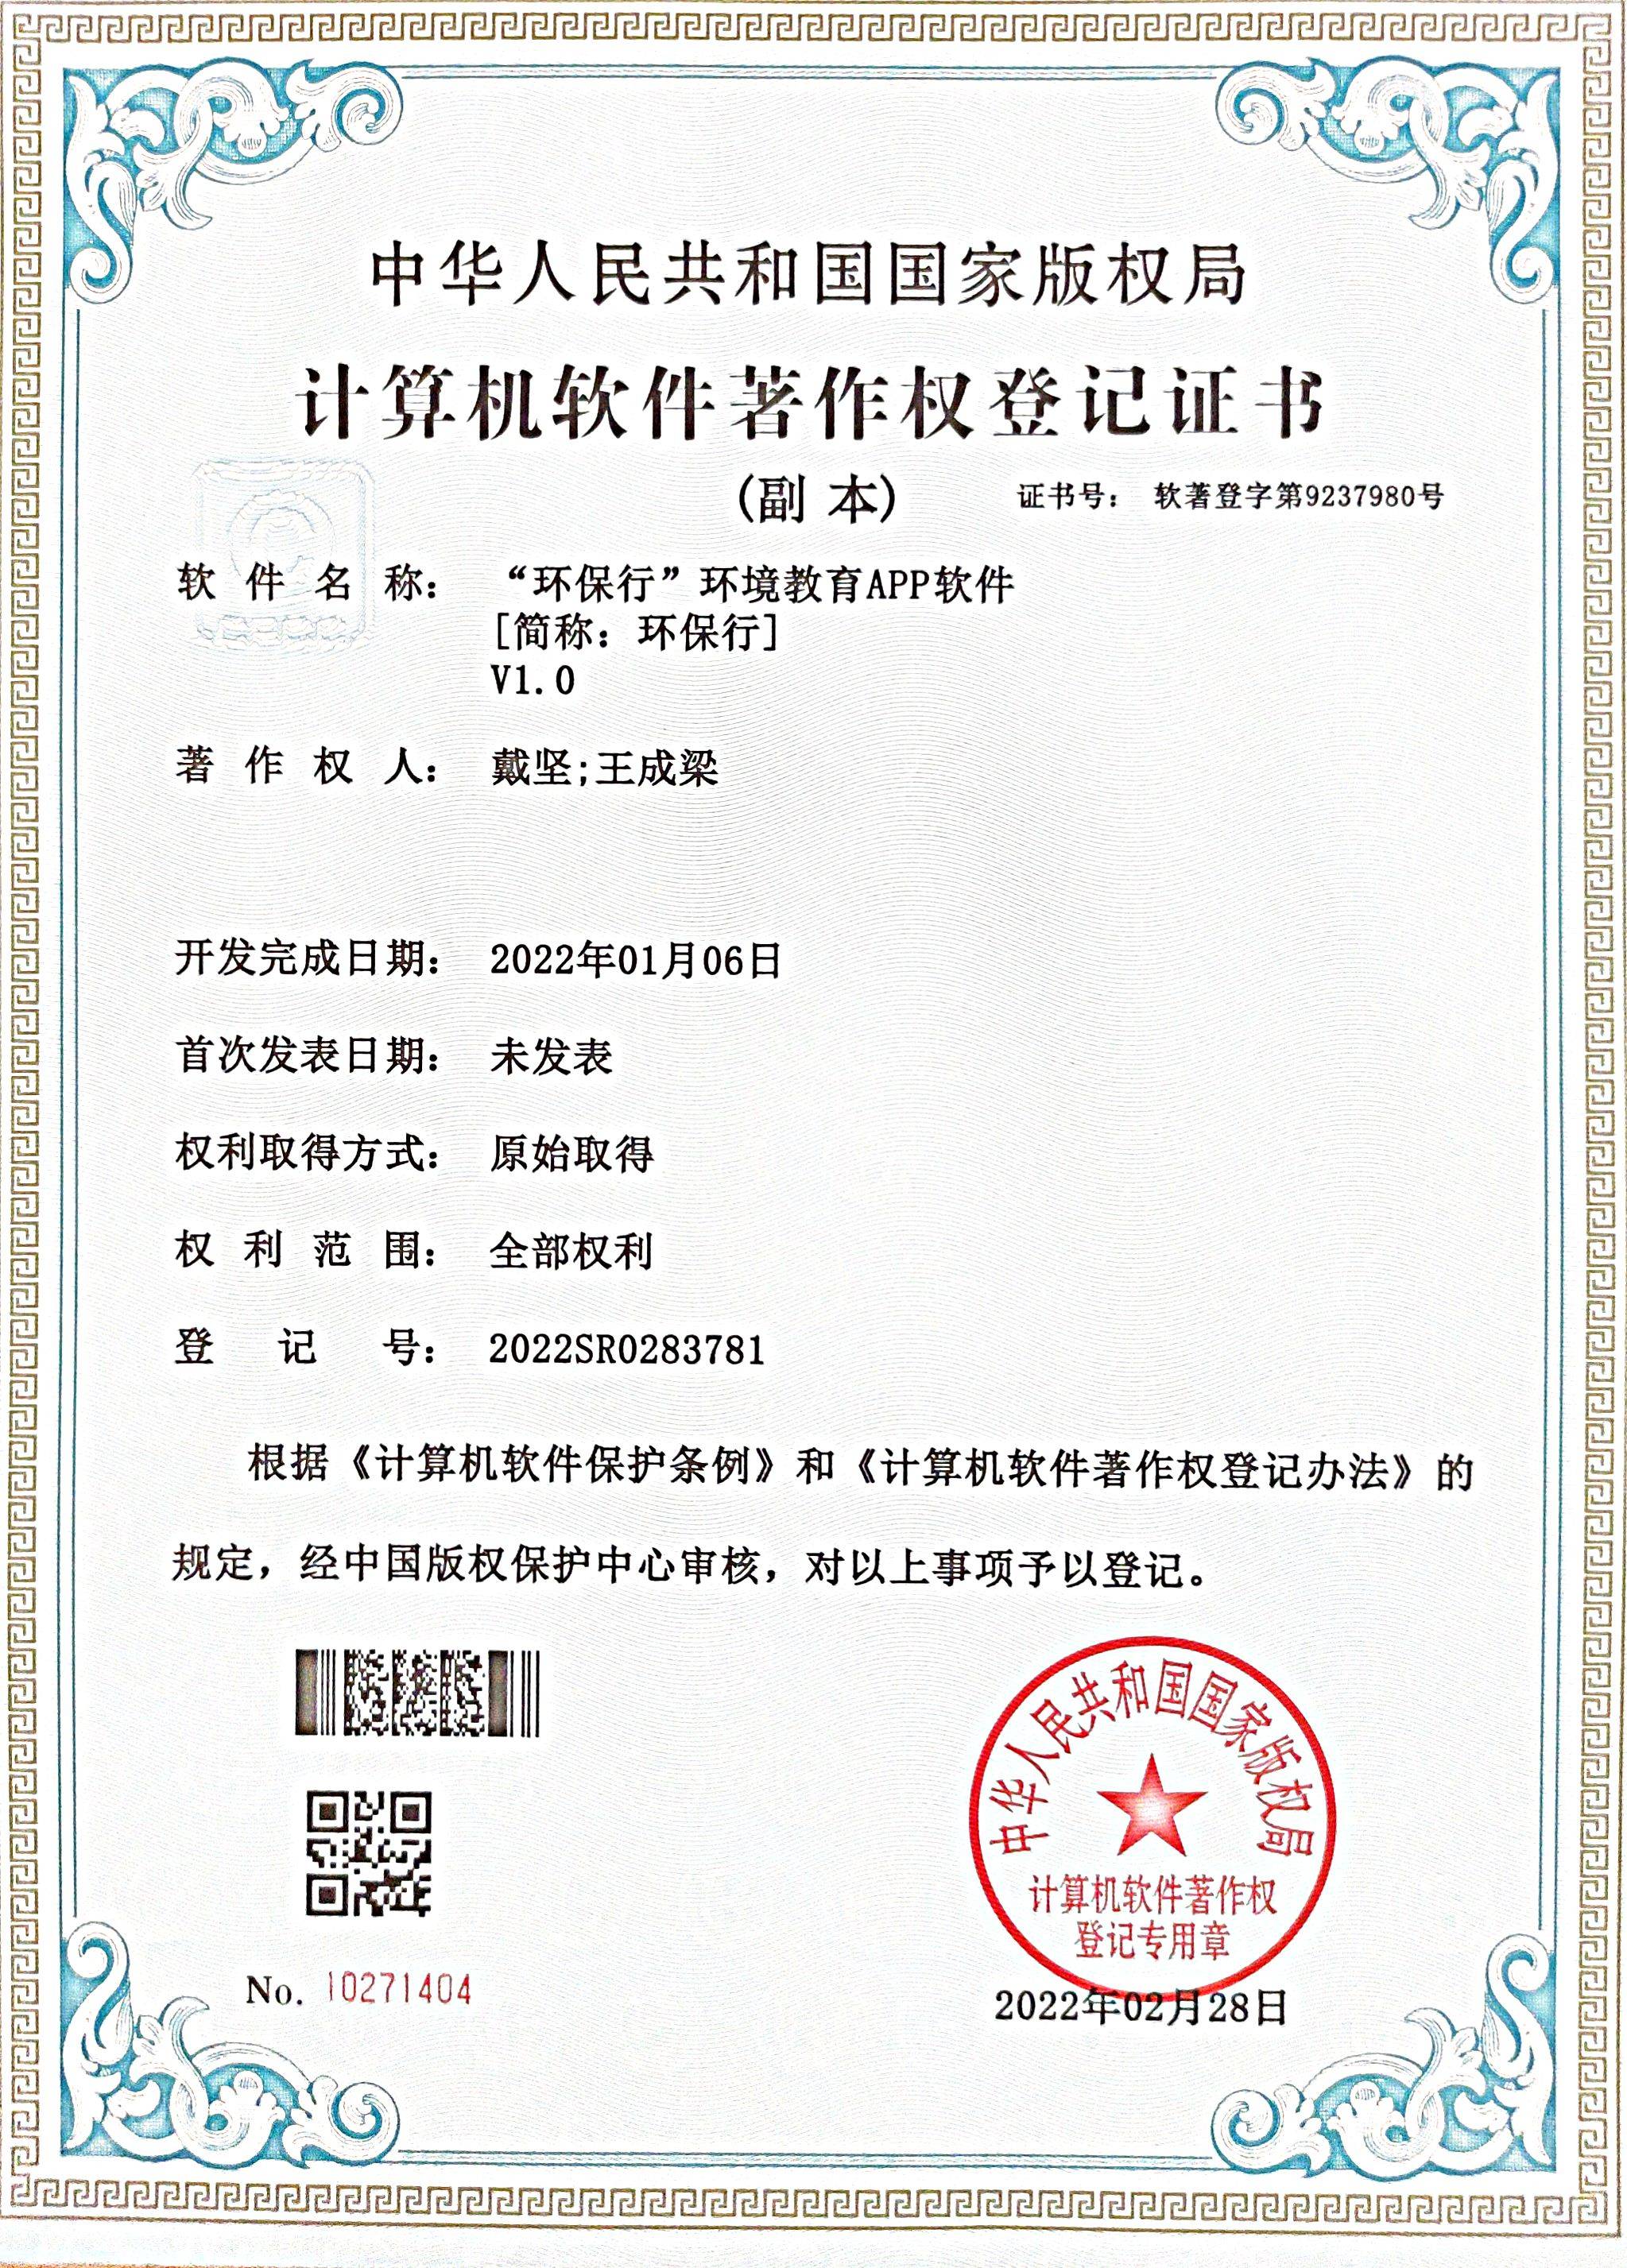 中华人民共和国国家版权局
计算机软件著作权登记证书
(副 本)
证书号： 软著登字第9237980号
软件名称： “环保行”环境教育APP软件
[简称：环保行]
V1.0
著作权人： 戴坚;王成梁
开发完成日期： 2022年01月06日
首次发表日期： 未发表
权利取得方式： 原始取得
权利范围： 全部权利
登记号： 2022SR0283781
根据《计算机软件保护条例》和《计算机软件著作权登记办法》的
规定，经中国版权保护中心审核，对以上事项予以登记。
中华人民共和国国家版权局
计算机软件著作权
登记专用章
No. 10271404
2022年02月28日